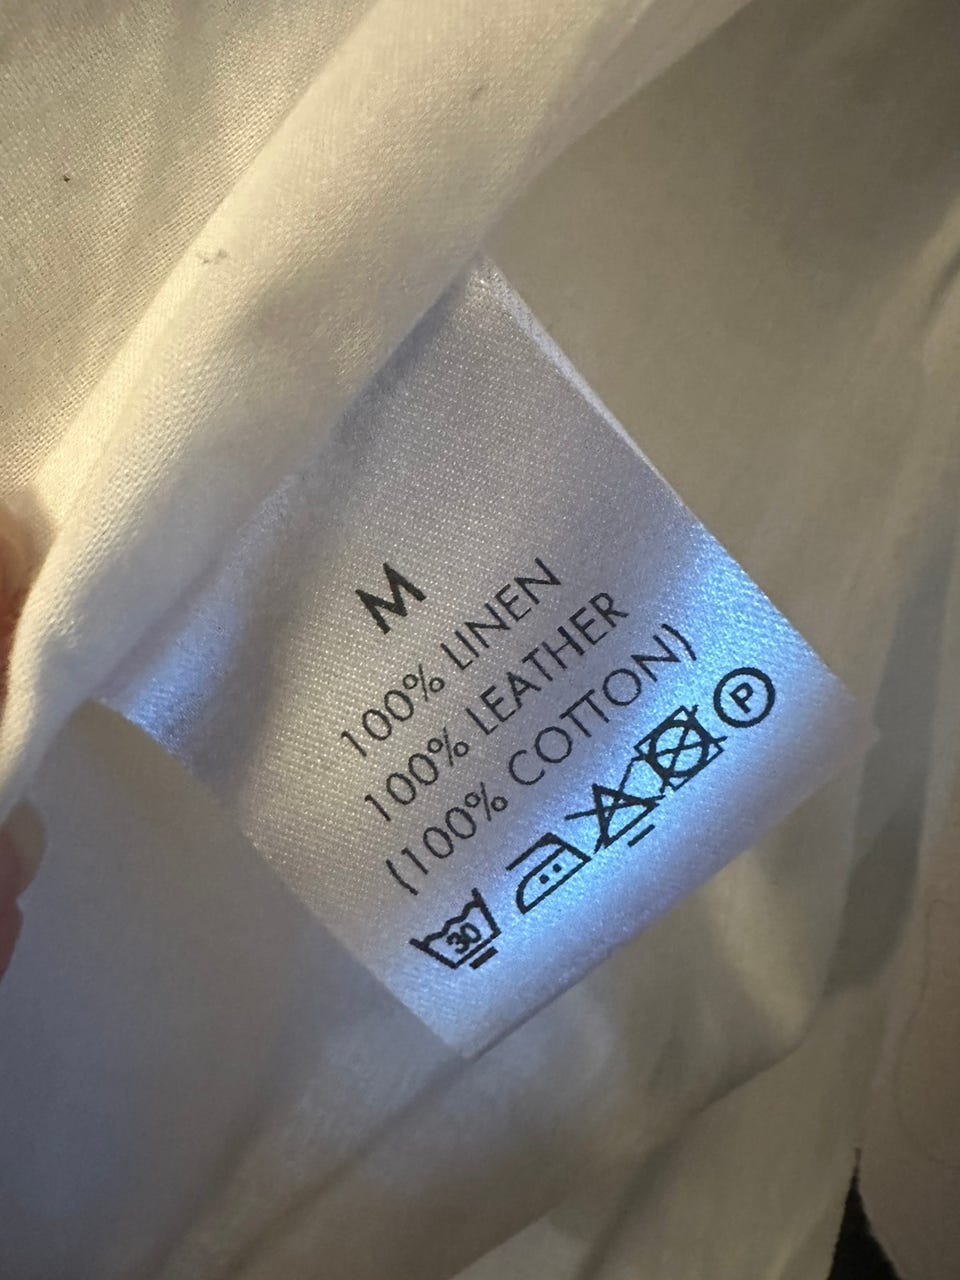 M
100% LINEN
100% LEATHER
(100% COTTON)
30
P